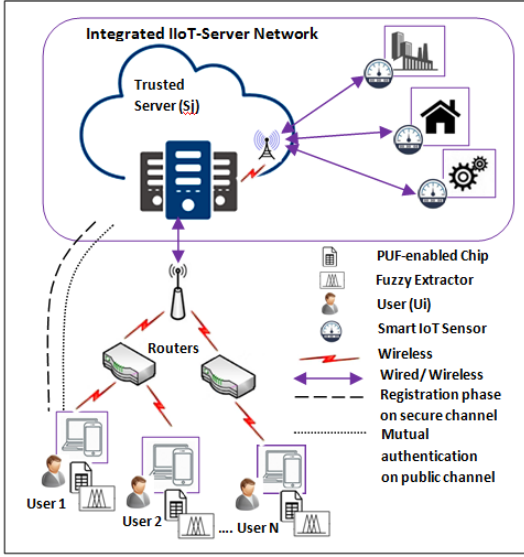 Integrated IIoT-Server Network
Trusted
Server (Sj)
PUF-enabled Chip
Fuzzy Extractor
User (Ui)
Smart IoT Sensor
Wireless
Wired/ Wireless
Registration phase
on secure channel
Mutual
authentication
on public channel
Routers
User 1
User 2
.... User N